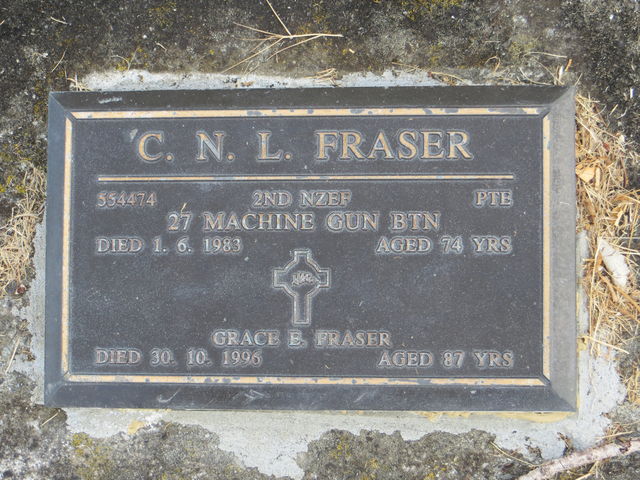 C. N. L. FRASER
554474 2ND NZEF PTE
27 MACHINE GUN BTN
DIED 1. 6. 1983 AGED 74 YRS
GRACE E. FRASER
DIED 30. 10. 1996 AGED 87 YRS